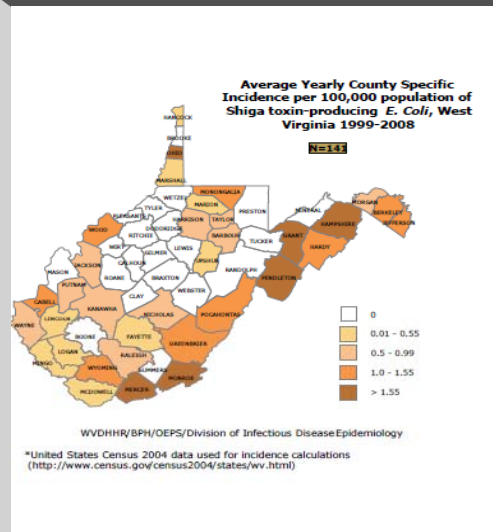 Average Yearly County Specific
Incidence per 100,000 population of
Shiga toxin-producing E. Coli, West
Virginia 1999-2008
N=141
HANCOCK
BROOKE
OHIO
MARSHALL
WETZEL
MONONGALIA
MARION
PRESTON
MINERAL
MORGAN
BERKELEY
JEFFERSON
HAMPSHIRE
TYLER
PLEASANTS
DODDRIDGE
HARRISON
TAYLOR
BARBOUR
GRANT
HARDY
WOOD
RITCHIE
TUCKER
WIRT
GILMER
LEWIS
UPSHUR
RANDOLPH
PENDLETON
JACKSON
CALHOUN
MASON
ROANE
BRAXTON
WEBSTER
PUTNAM
CLAY
CABELL
KANAWHA
NICHOLAS
POCAHONTAS
WAYNE
LINCOLN
BOONE
FAYETTE
GREENBRIER
LOGAN
RALEIGH
MINGO
WYOMING
SUMMERS
MONROE
MCDOWELL
MERCER
0
0.01 - 0.55
0.5 - 0.99
1.0 - 1.55
> 1.55
WVDHHR/BPH/OEPS/Division of Infectious Disease Epidemiology
*United States Census 2004 data used for incidence calculations
(http://www.census.gov/census2004/states/wv.html)